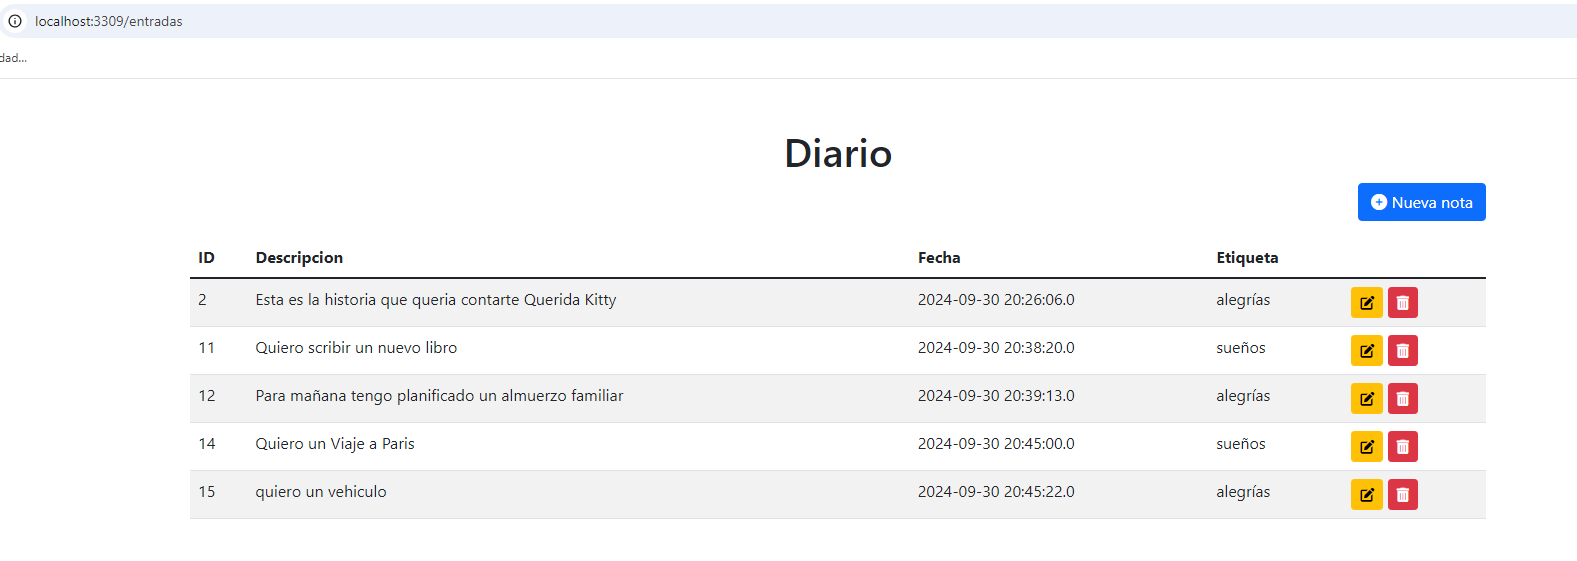 localhost:3309/entradas
dad...
Diario
Nueva nota
ID Descripcion Fecha Etiqueta
2 Esta es la historia que queria contarte Querida Kitty 2024-09-30 20:26:06.0 alegrías
11 Quiero scribir un nuevo libro 2024-09-30 20:38:20.0 sueños
12 Para mañana tengo planificado un almuerzo familiar 2024-09-30 20:39:13.0 alegrías
14 Quiero un Viaje a Paris 2024-09-30 20:45:00.0 sueños
15 quiero un vehiculo 2024-09-30 20:45:22.0 alegrías